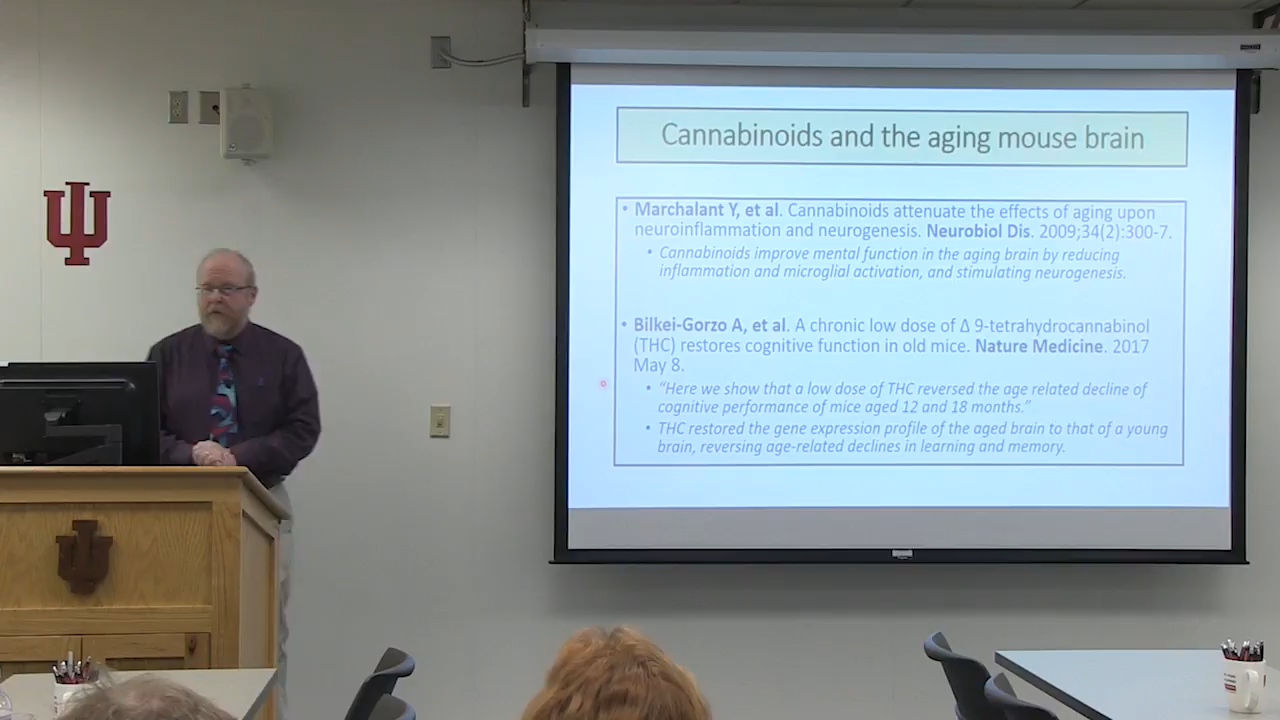 Cannabinoids and the aging mouse brain
• Marchalant Y, et al. Cannabinoids attenuate the effects of aging upon
neuroinflammation and neurogenesis. Neurobiol Dis. 2009;34(2):300-7.
• Cannabinoids improve mental function in the aging brain by reducing
inflammation and microglial activation, and stimulating neurogenesis.
• Bilkei-Gorzo A, et al. A chronic low dose of Δ 9-tetrahydrocannabinol
(THC) restores cognitive function in old mice. Nature Medicine. 2017
May 8.
• “Here we show that a low dose of THC reversed the age related decline of
cognitive performance of mice aged 12 and 18 months.”
• THC restored the gene expression profile of the aged brain to that of a young
brain, reversing age-related declines in learning and memory.